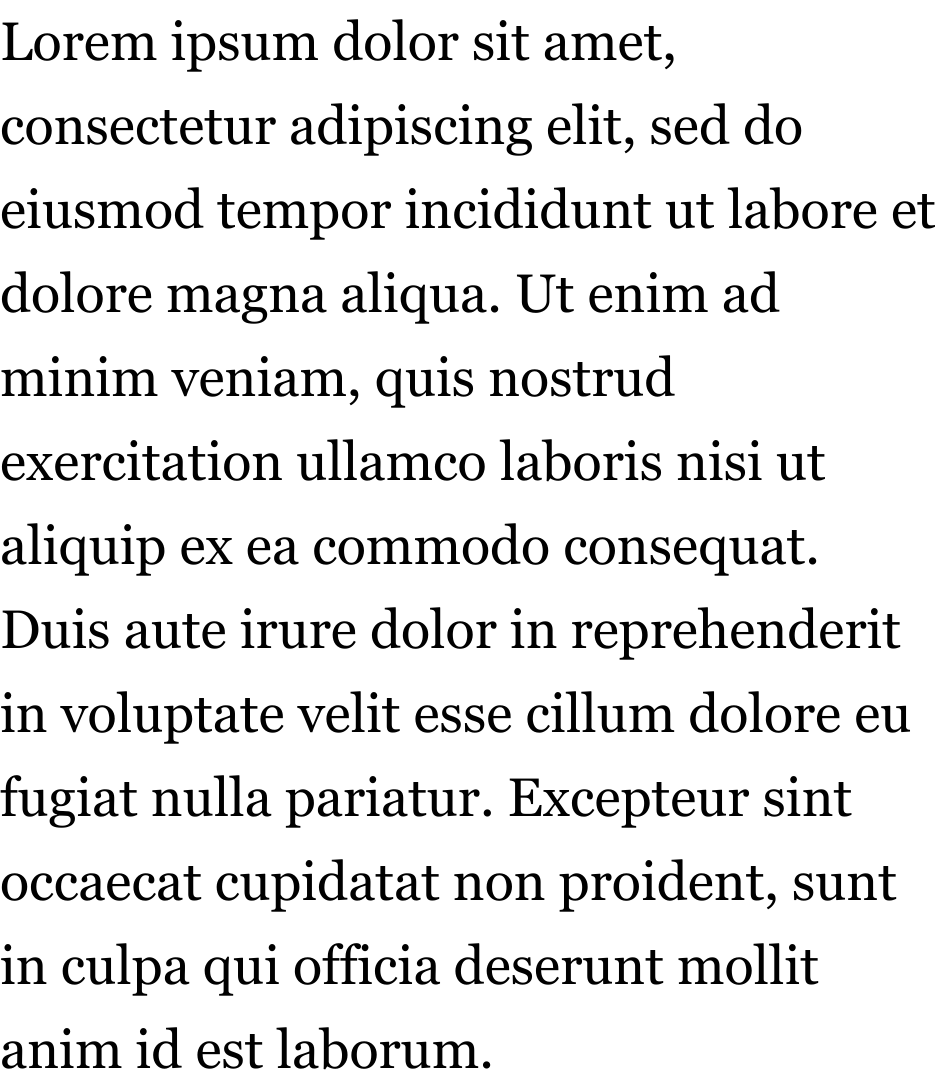 Lorem ipsum dolor sit amet,
consectetur adipiscing elit, sed do
eiusmod tempor incididunt ut labore et
dolore magna aliqua. Ut enim ad
minim veniam, quis nostrud
exercitation ullamco laboris nisi ut
aliquip ex ea commodo consequat.
Duis aute irure dolor in reprehenderit
in voluptate velit esse cillum dolore eu
fugiat nulla pariatur. Excepteur sint
occaecat cupidatat non proident, sunt
in culpa qui officia deserunt mollit
anim id est laborum.